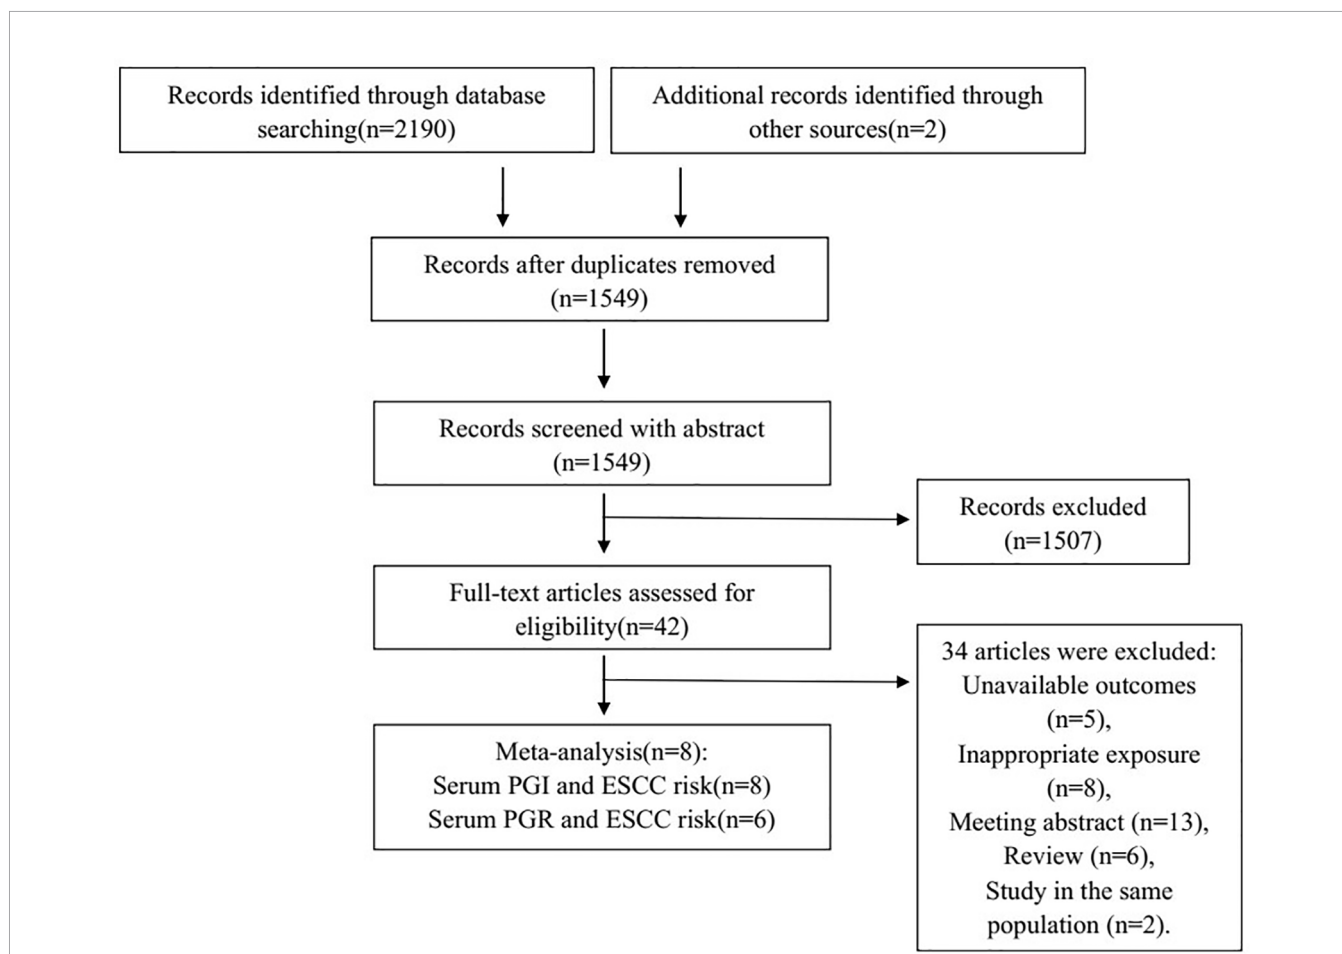 Records identified through database
searching(n=2190)
Additional records identified through
other sources(n=2)
Records after duplicates removed
(n=1549)
Records screened with abstract
(n=1549)
Records excluded
(n=1507)
Full-text articles assessed for
eligibility(n=42)
34 articles were excluded:
Unavailable outcomes
(n=5),
Inappropriate exposure
(n=8),
Meeting abstract (n=13),
Review (n=6),
Study in the same
population (n=2).
Meta-analysis(n=8):
Serum PGI and ESCC risk(n=8)
Serum PGR and ESCC risk(n=6)